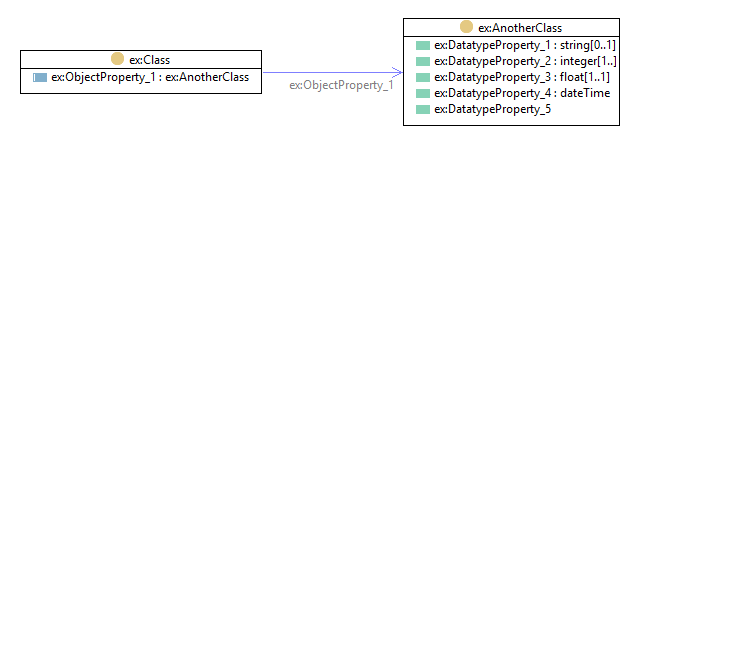 ex:Class
ex:ObjectProperty_1 : ex:AnotherClass
ex:ObjectProperty_1
ex:AnotherClass
ex:DatatypeProperty_1 : string[0..1]
ex:DatatypeProperty_2 : integer[1..]
ex:DatatypeProperty_3 : float[1..1]
ex:DatatypeProperty_4 : dateTime
ex:DatatypeProperty_5